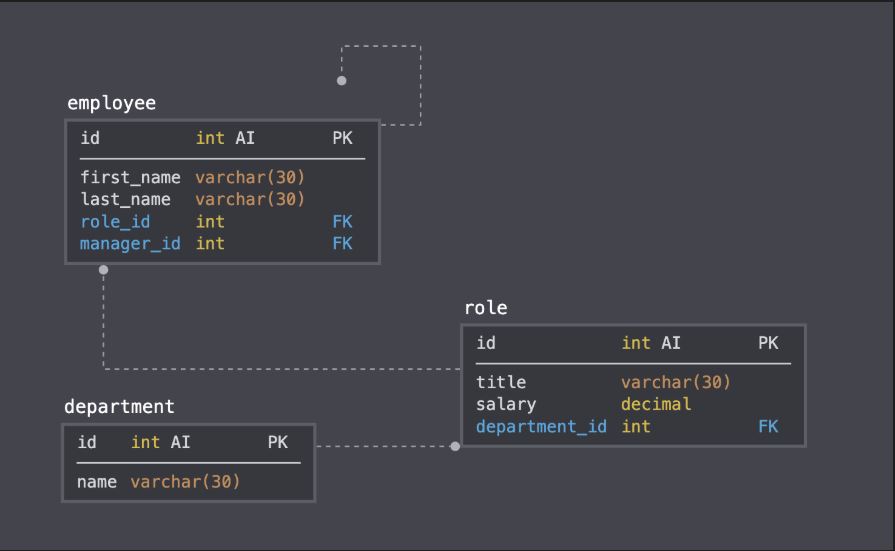 employee
id int AI PK
first_name varchar(30)
last_name varchar(30)
role_id int FK
manager_id int FK
role
id int AI PK
title varchar(30)
salary decimal
department_id int FK
department
id int AI PK
name varchar(30)